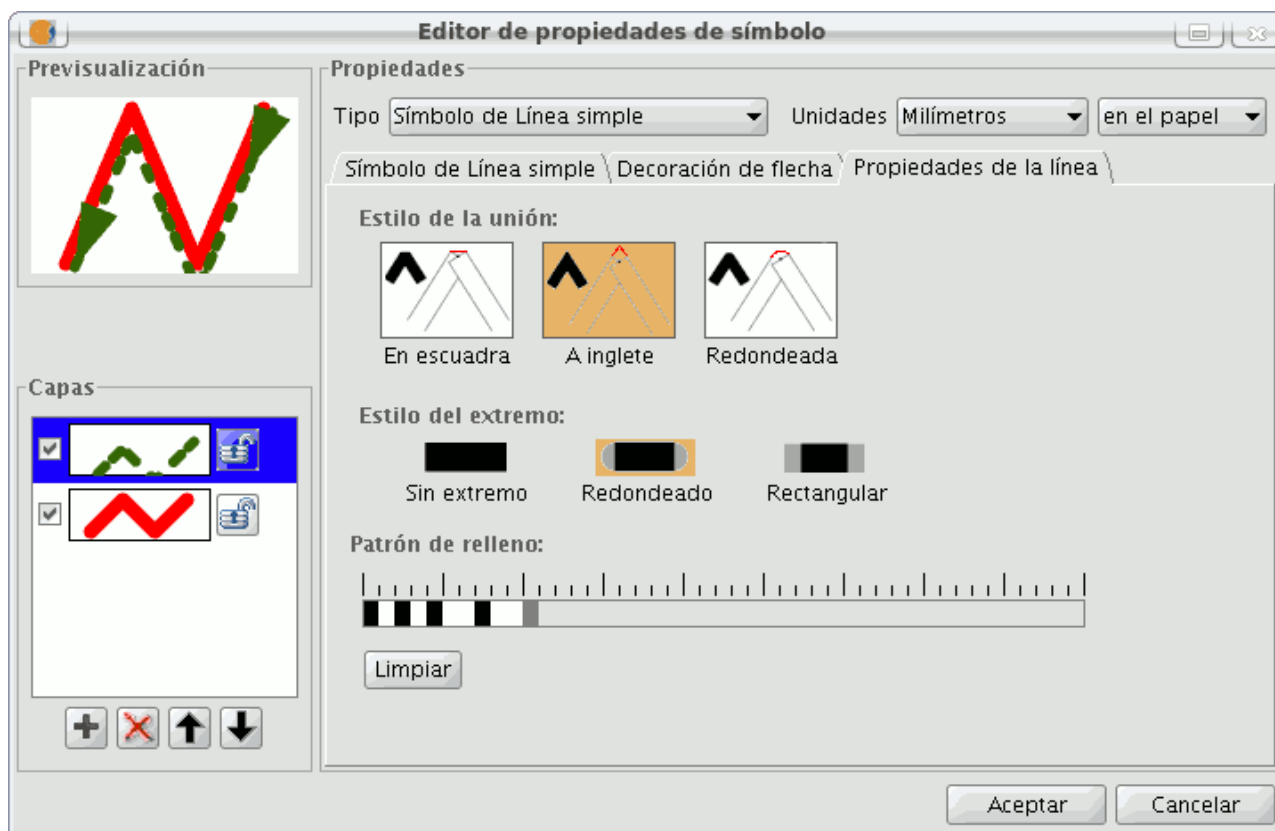 Editor de propiedades de símbolo
Previsualización
Propiedades
Tipo Símbolo de Línea simple Unidades Milímetros en el papel
Símbolo de Línea simple Decoración de flecha Propiedades de la línea
Estilo de la unión:
En escuadra A inglete Redondeada
Capas
Estilo del extremo:
Sin extremo Redondeado Rectangular
Patrón de relleno:
Limpiar
Aceptar Cancelar